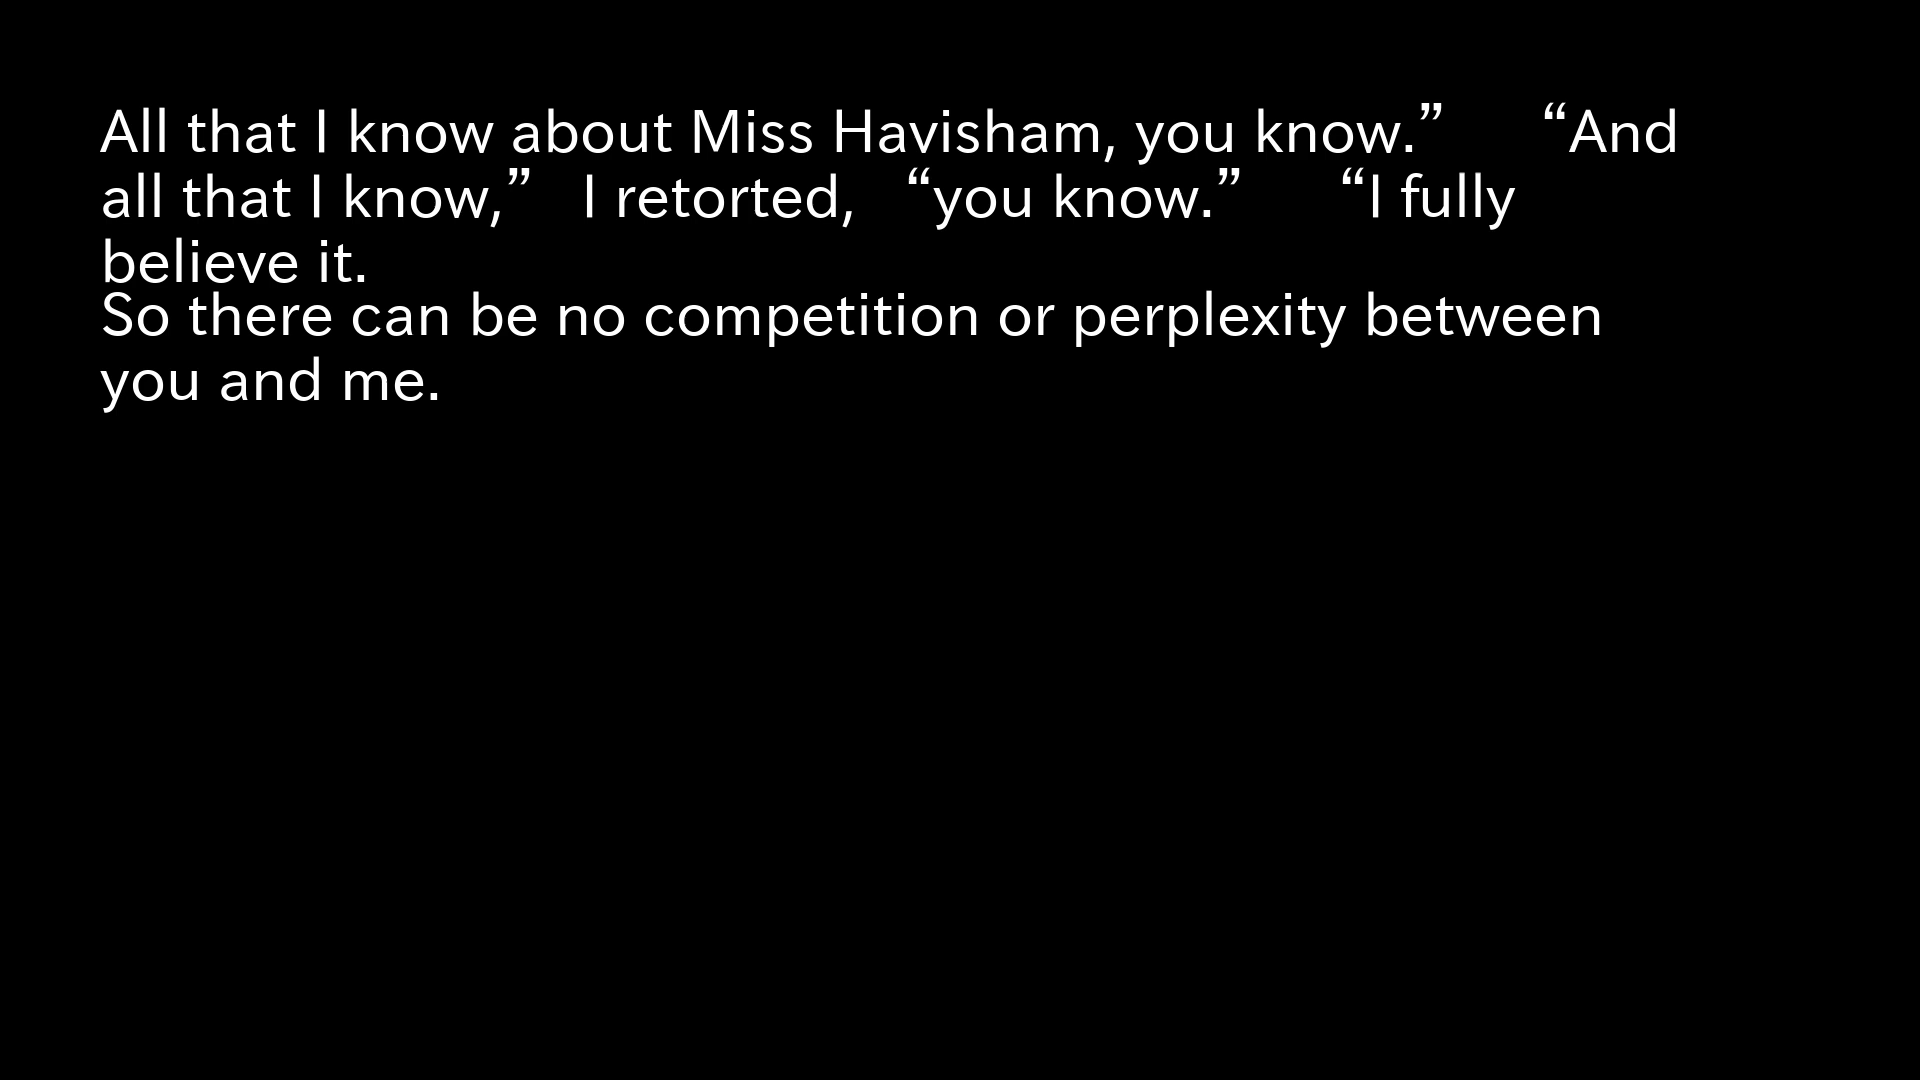 All that I know about Miss Havisham, you know.” “And
all that I know,” I retorted, “you know.” “I fully
believe it.
So there can be no competition or perplexity between
you and me.